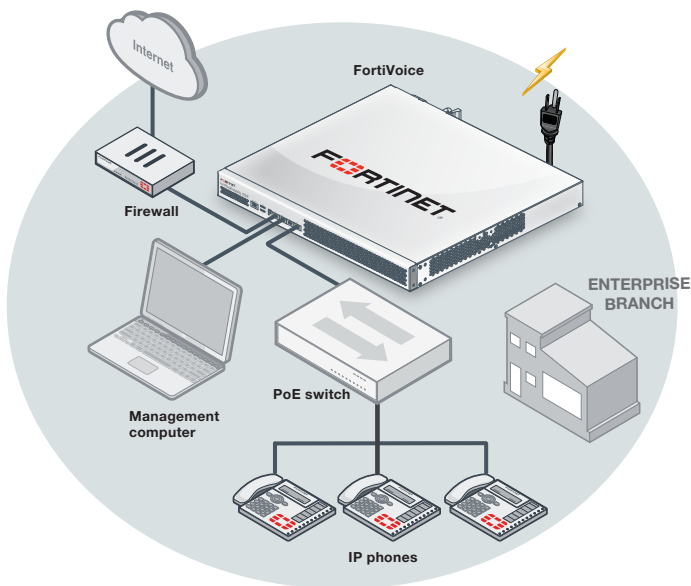 Internet
FortiVoice
FORTINET
Firewall
ENTERPRISE
BRANCH
PoE switch
Management
computer
IP phones